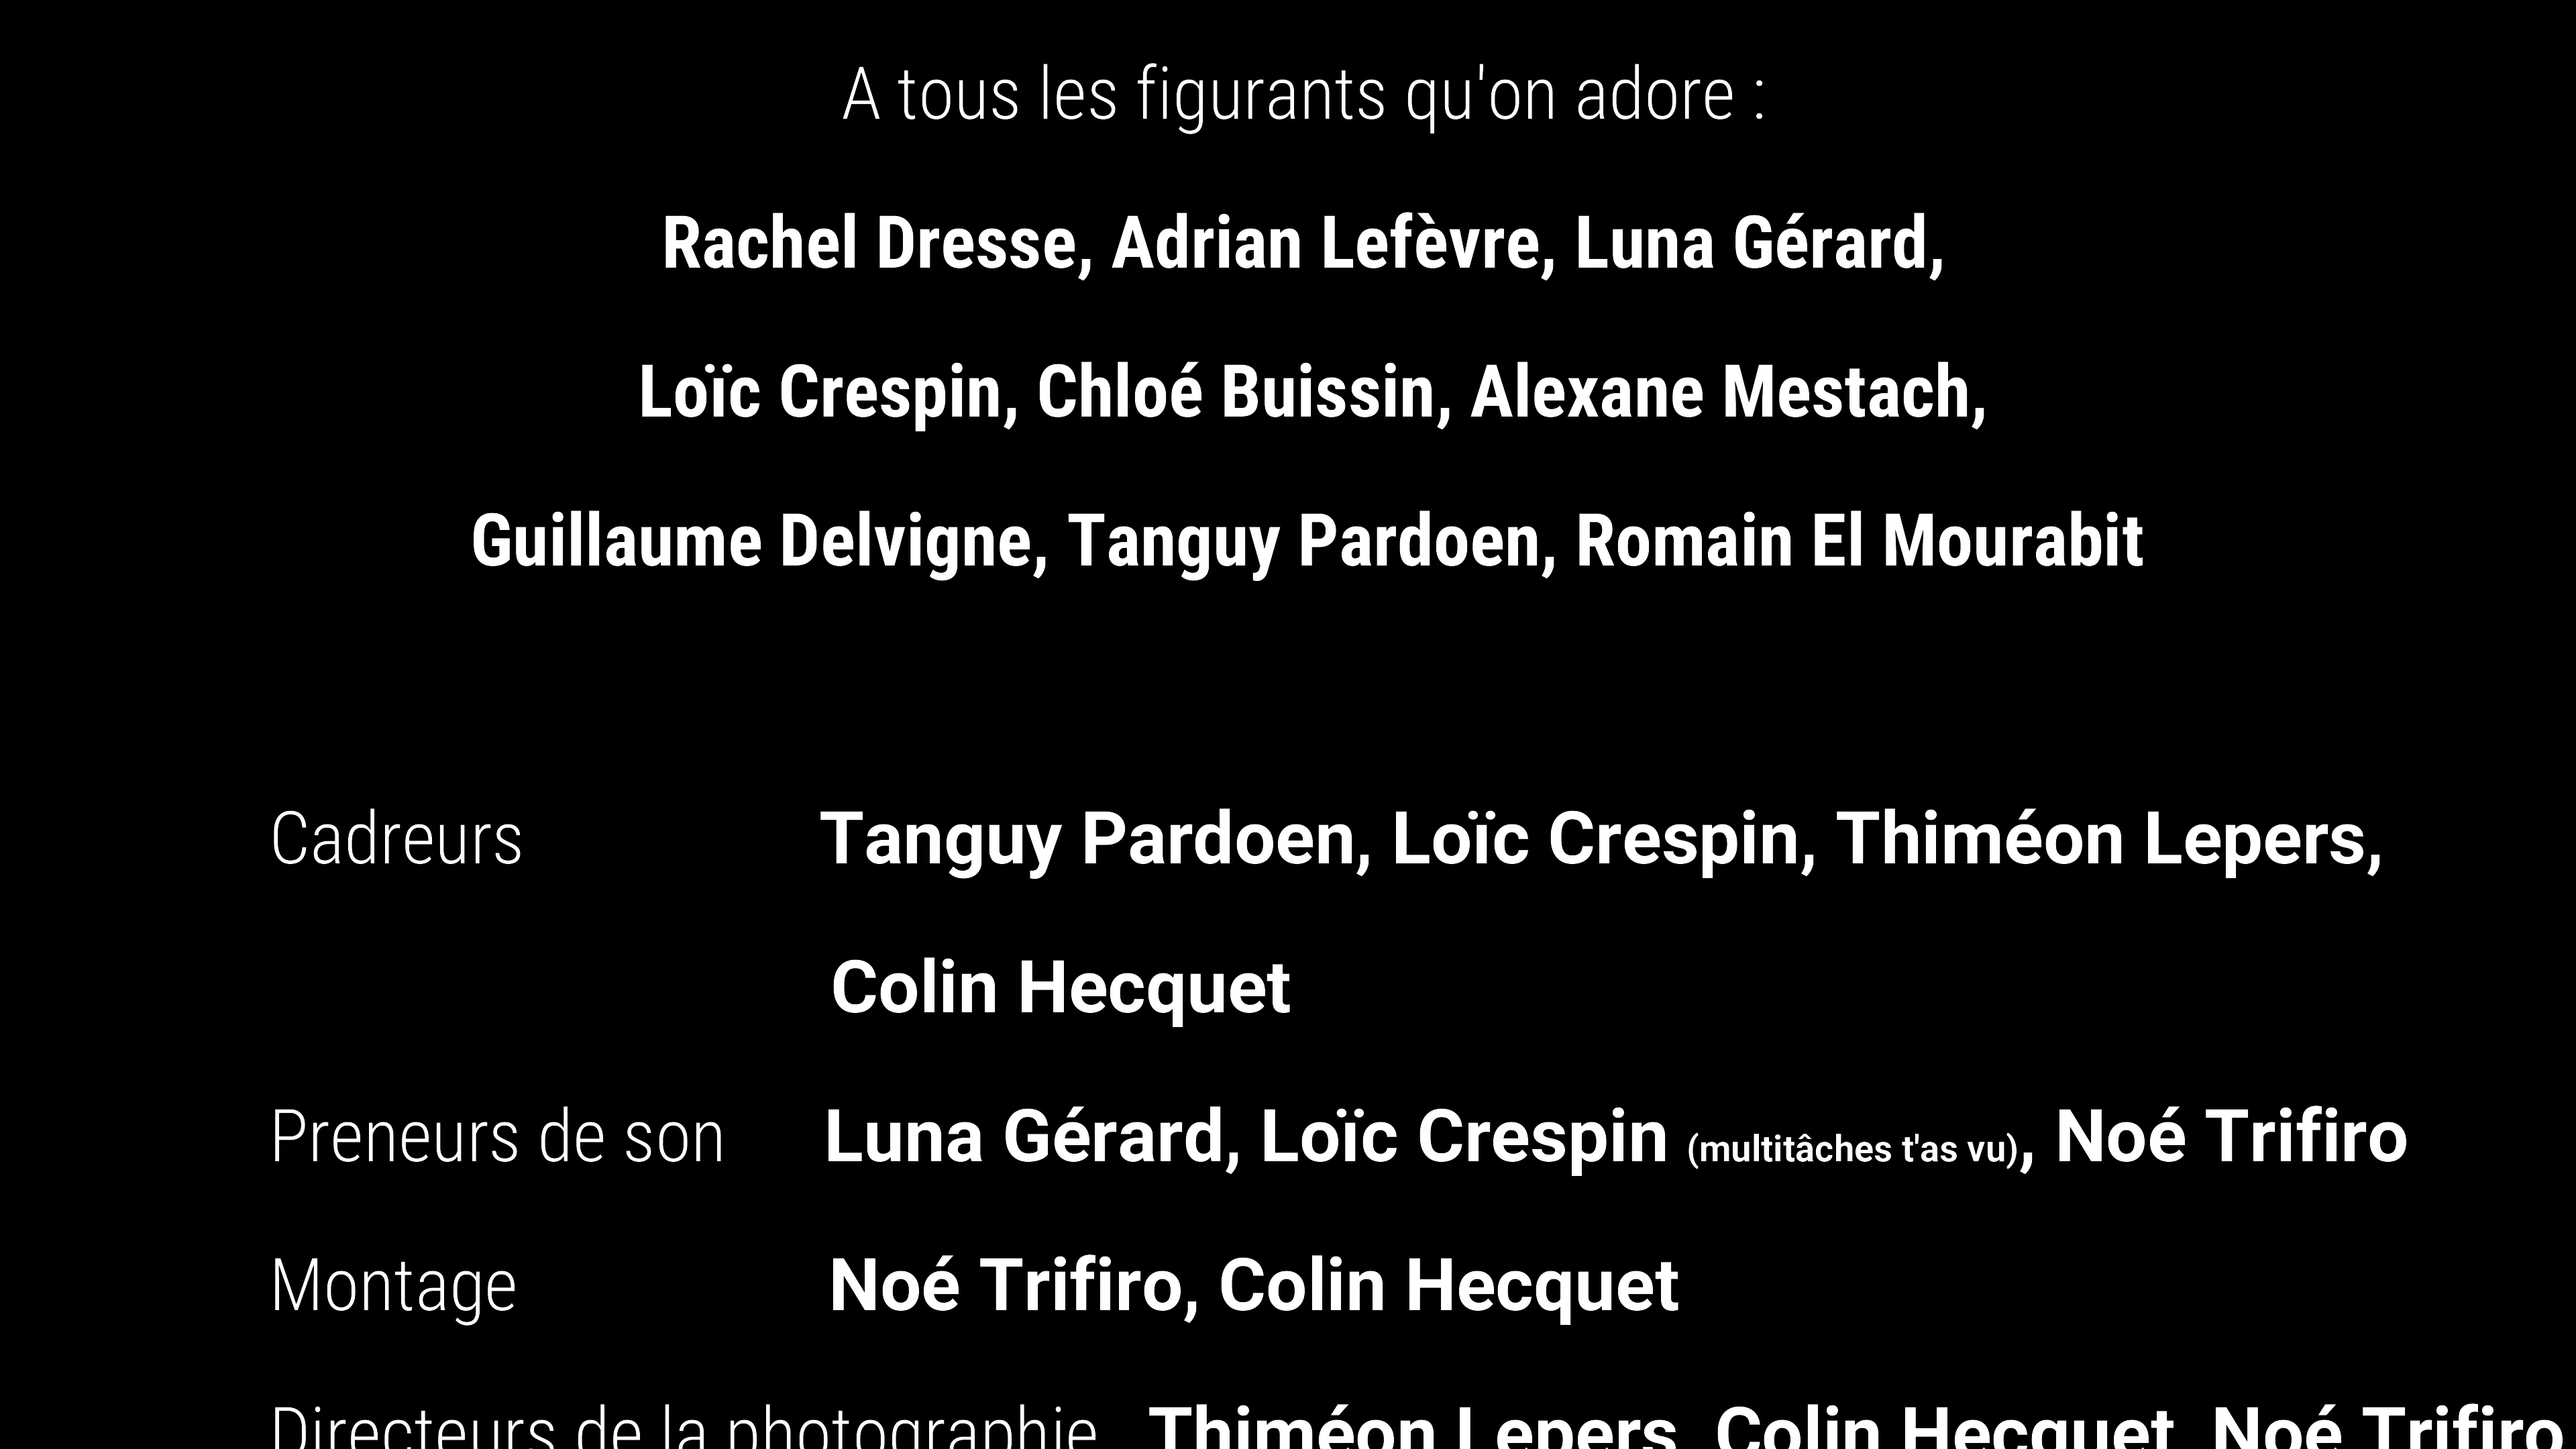 A tous les figurants qu'on adore :
Rachel Dresse, Adrian Lefèvre, Luna Gérard,
Loïc Crespin, Chloé Buissin, Alexane Mestach,
Guillaume Delvigne, Tanguy Pardoen, Romain El Mourabit
Cadreurs Tanguy Pardoen, Loïc Crespin, Thiméon Lepers,
Colin Hecquet
Preneurs de son Luna Gérard, Loïc Crespin (multitâches t'as vu), Noé Trifiro
Montage Noé Trifiro, Colin Hecquet
Directeurs de la photographie Thiméon Lepers, Colin Hecquet, Noé Trifiro